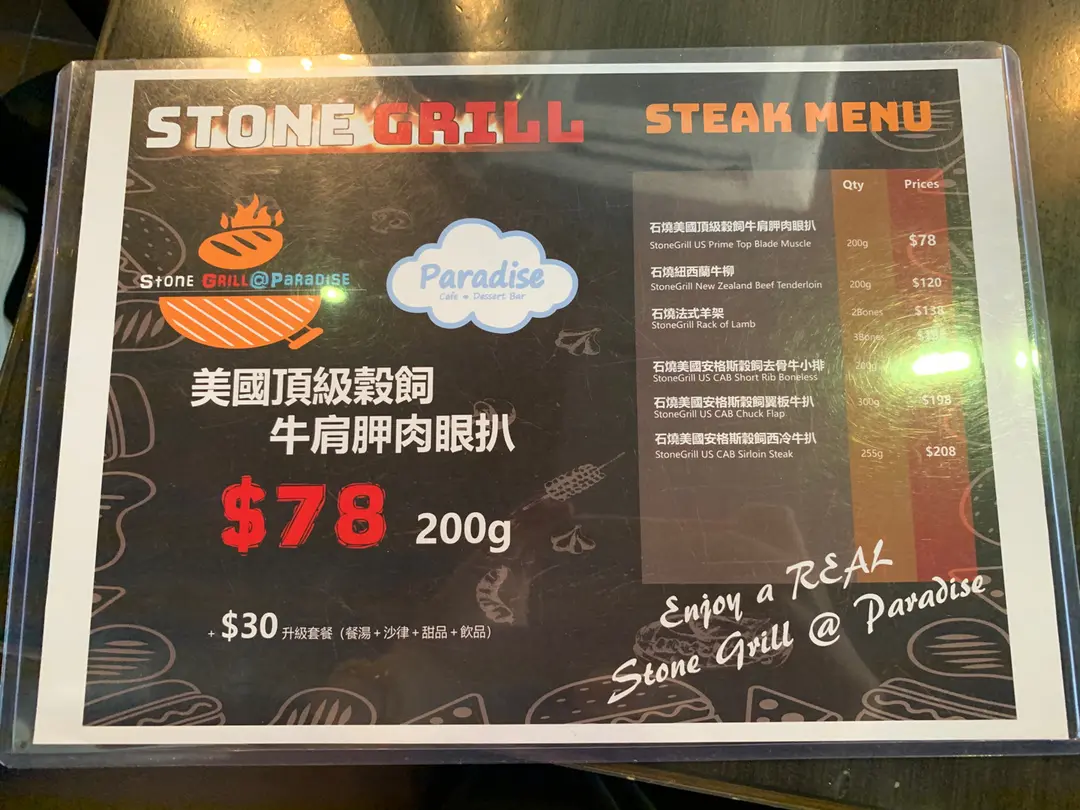 STONE GRILL
STEAK MENU
STONE GRILL@PARADISE
Paradise
Cafe Dessert Bar
美國頂級穀飼
牛肩胛肉眼扒
$78 200g
+ $30 升級套餐（餐湯+沙律+甜品+飲品）
Qty Prices
石燒美國頂級穀飼牛肩胛肉眼扒
StoneGrill US Prime Top Blade Muscle 200g $78
石燒紐西蘭牛柳
StoneGrill New Zealand Beef Tenderloin 200g $120
石燒法式羊架
StoneGrill Rack of Lamb 2Bones $138
3Bones
石燒美國安格斯穀飼去骨牛小排
StoneGrill US CAB Short Rib Boneless 200g
石燒美國安格斯穀飼翼板牛扒
StoneGrill US CAB Chuck Flap 300g $198
石燒美國安格斯穀飼西冷牛扒
StoneGrill US CAB Sirloin Steak 255g $208
Enjoy a REAL
Stone Grill @ Paradise